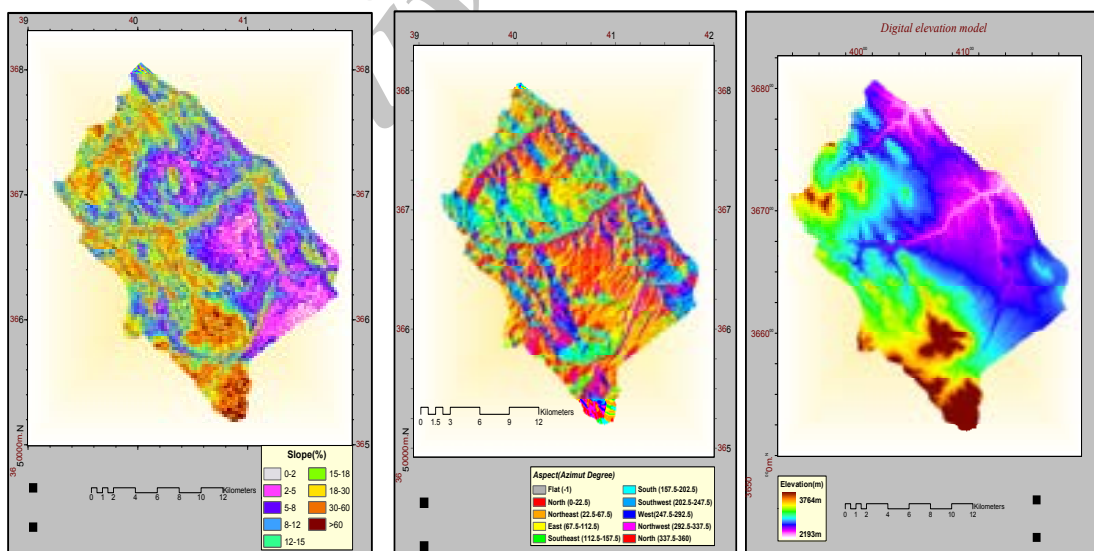 39 40 41
368
367
366
365
36 50000m.N
Slope(%)
0-2 15-18
2-5 18-30
5-8 30-60
8-12 >60
12-15
0 1 2 4 6 8 10 12 Kilometers
39 40 41 42
368
367
366
365
36 50000m.N
0 1.5 3 6 9 12 Kilometers
Aspect(Azimut Degree)
Flat (-1) South (157.5-202.5)
North (0-22.5) Southwest (202.5-247.5)
Northeast (22.5-67.5) West(247.5-292.5)
East (67.5-112.5) Northwest (292.5-337.5)
Southeast (112.5-157.5) North (337.5-360)
Digital elevation model
400 410
3680
3670
3660
3650
Elevation(m)
3764m
2193m
0 1 2 4 6 8 10 12 Kilometers